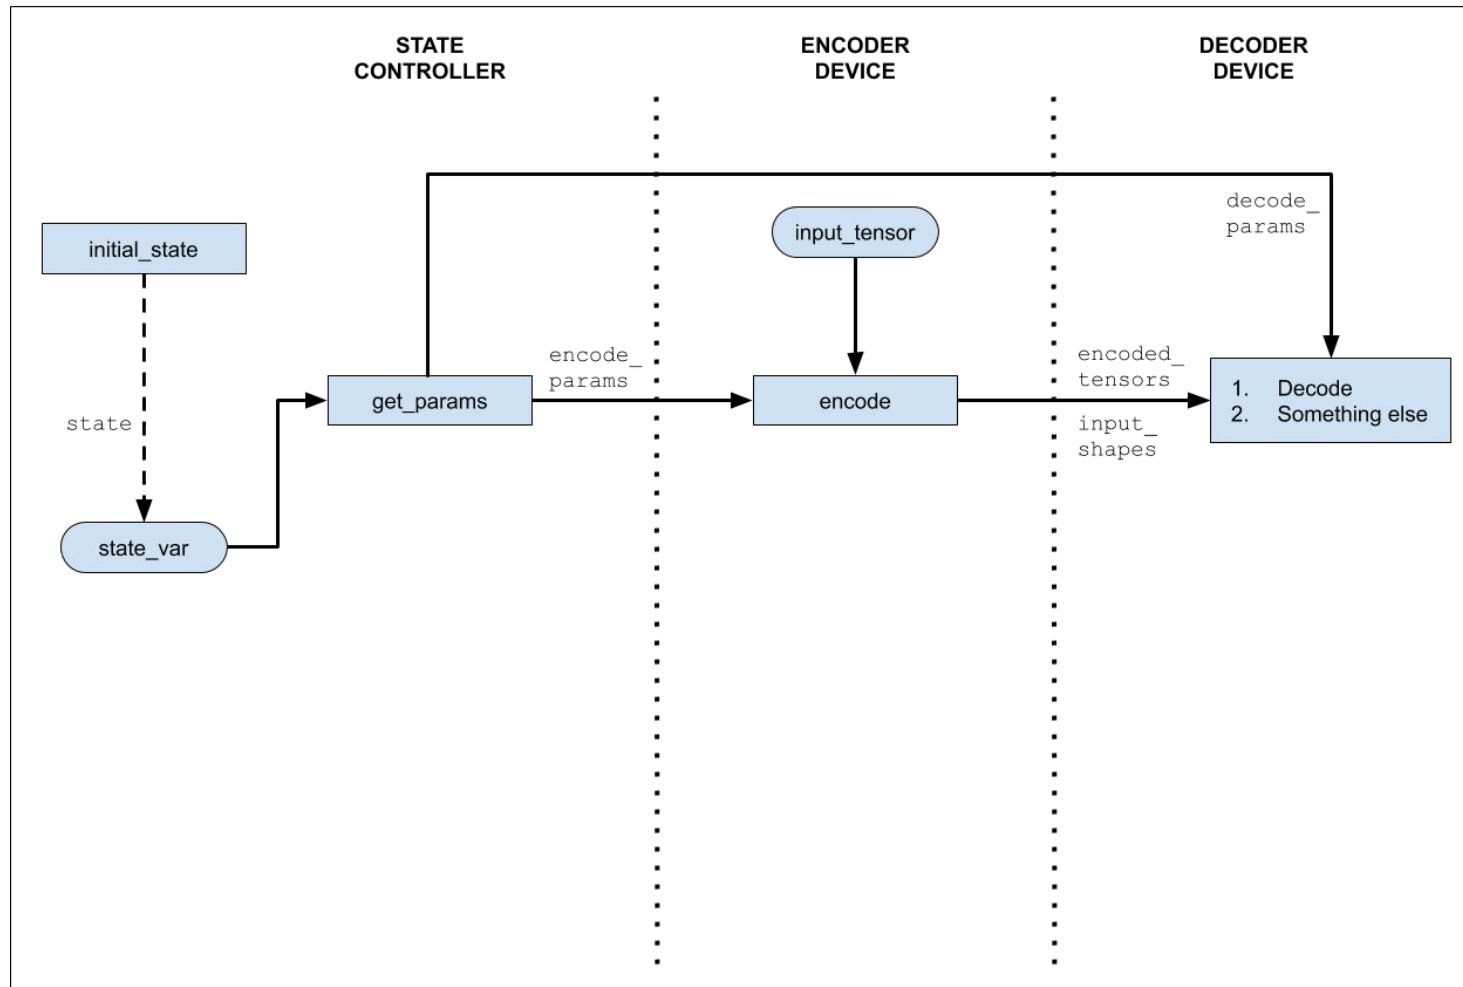 STATE
CONTROLLER
ENCODER
DEVICE
DECODER
DEVICE
initial_state
input_tensor
decode_
params
encode_
params
get_params
encode
encoded_
tensors
input_
shapes
1. Decode
2. Something else
state
state_var